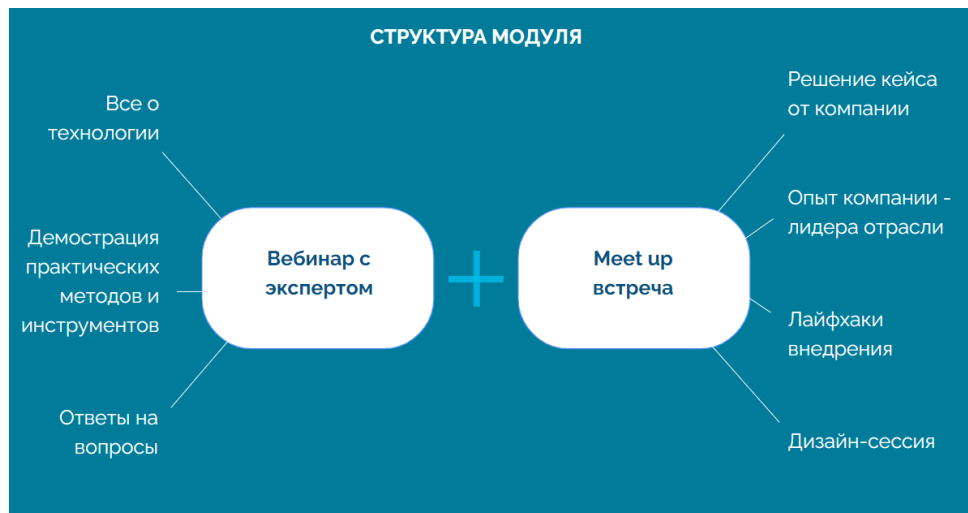 СТРУКТУРА МОДУЛЯ
Все о
технологии
Демострация
практических
методов и
инструментов
Ответы на
вопросы
Вебинар с
экспертом
Meet up
встреча
Решение кейса
от компании
Опыт компании -
лидера отрасли
Лайфхаки
внедрения
Дизайн-сессия